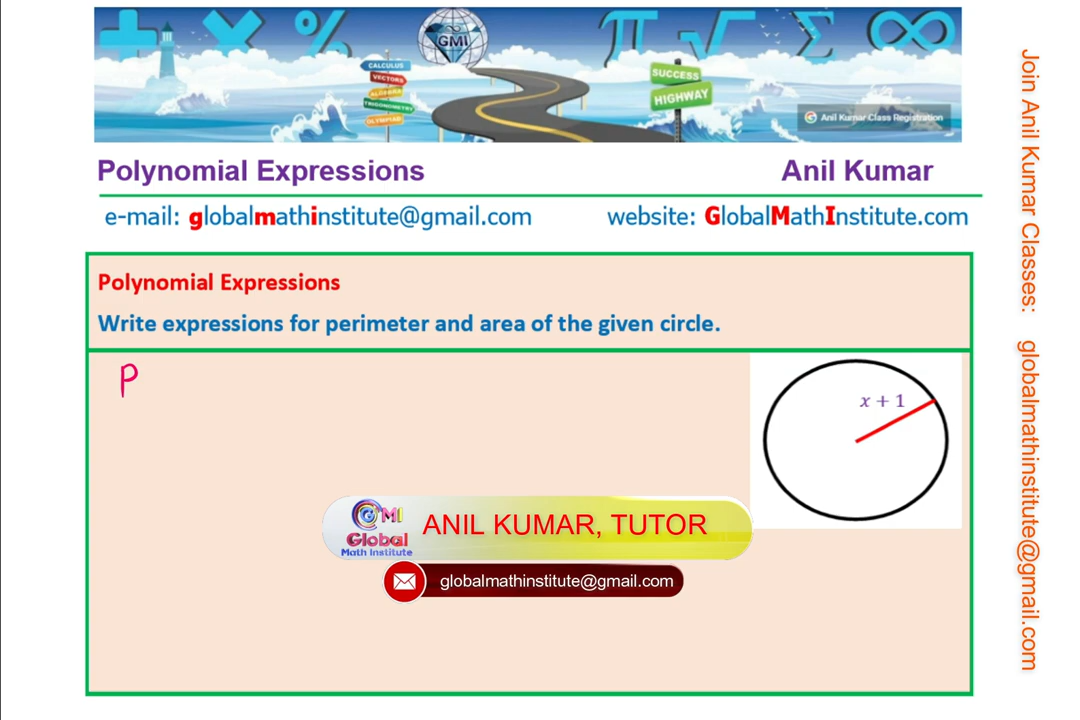 GMI
CALCULUS
VECTORS
ALGEBRA
TRIGONOMETRY
OLYMPIAD
SUCCESS
HIGHWAY
Anil Kumar Class Registration
Polynomial Expressions
Anil Kumar
e-mail: globalmathinstitute@gmail.com
website: GlobalMathInstitute.com
Polynomial Expressions
Write expressions for perimeter and area of the given circle.
P
x + 1
GMI
Global
Math Institute
ANIL KUMAR, TUTOR
globalmathinstitute@gmail.com
Join Anil Kumar Classes: globalmathinstitute@gmail.com